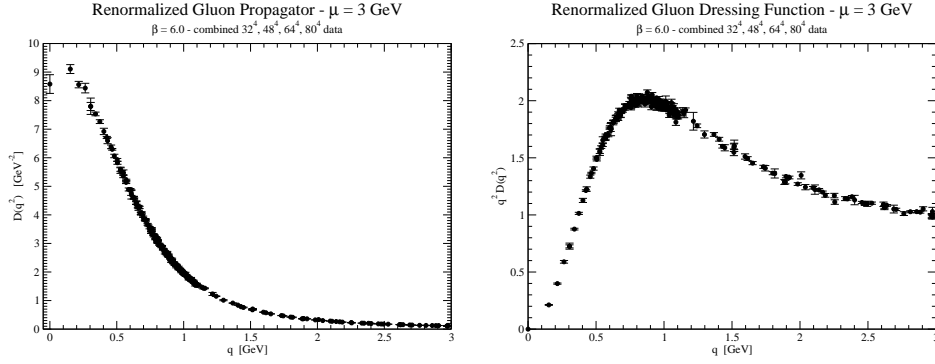 Renormalized Gluon Propagator - μ = 3 GeV
β = 6.0 - combined 32⁴, 48⁴, 64⁴, 80⁴ data
10
9
8
7
6
5
4
3
2
1
0
D(q²) [GeV⁻²]
0 0.5 1 1.5 2 2.5 3
q [GeV]
Renormalized Gluon Dressing Function - μ = 3 GeV
β = 6.0 - combined 32⁴, 48⁴, 64⁴, 80⁴ data
2.5
2
1.5
1
0.5
0
q² D(q²)
0 0.5 1 1.5 2 2.5 3
q [GeV]